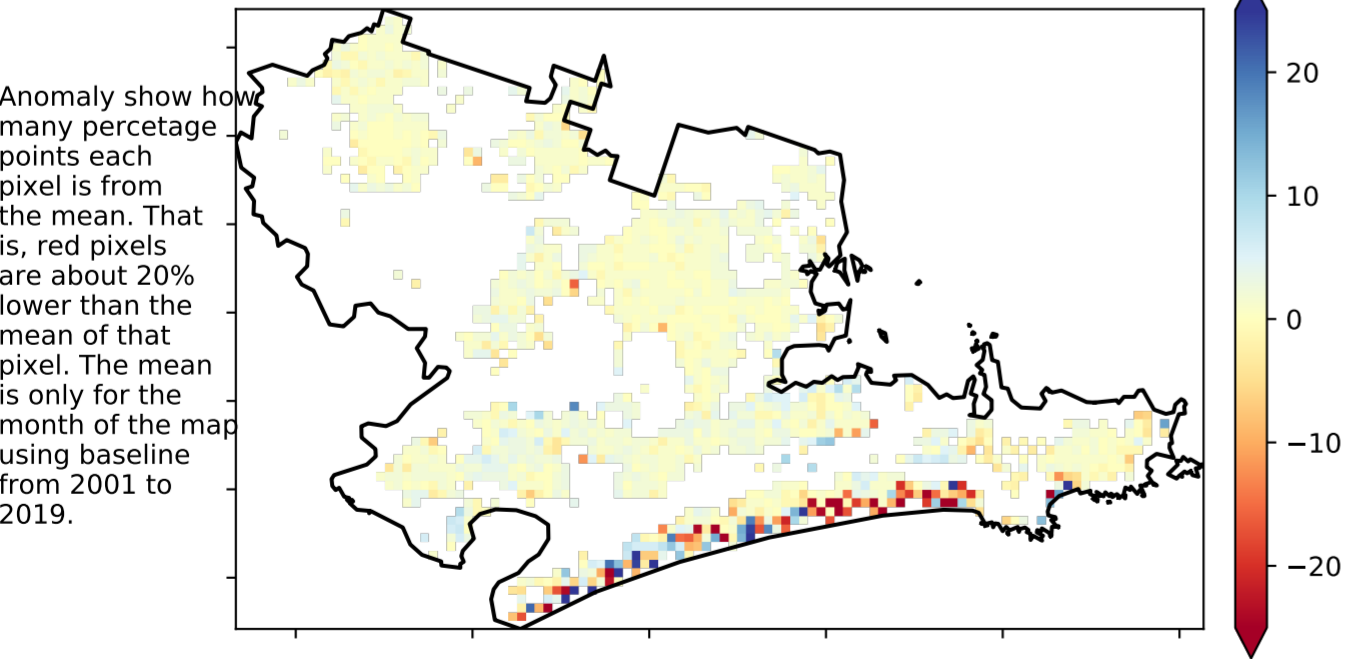 Anomaly show how
many percetage
points each
pixel is from
the mean. That
is, red pixels
are about 20%
lower than the
mean of that
pixel. The mean
is only for the
month of the map
using baseline
from 2001 to
2019.
20
10
0
−10
−20